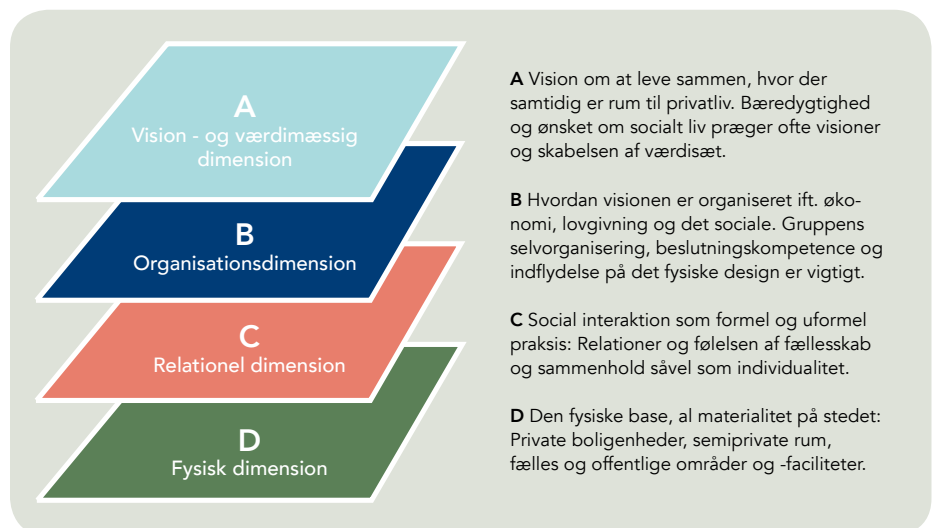 A
Vision - og værdimæssig
dimension
B
Organisationsdimension
C
Relationel dimension
D
Fysisk dimension
A Vision om at leve sammen, hvor der
samtidig er rum til privatliv. Bæredygtighed
og ønsket om socialt liv præger ofte visioner
og skabelsen af værdisæt.
B Hvordan visionen er organiseret ift. øko-
nomi, lovgivning og det sociale. Gruppens
selvorganisering, beslutningskompetence og
indflydelse på det fysiske design er vigtigt.
C Social interaktion som formel og uformel
praksis: Relationer og følelsen af fællesskab
og sammenhold såvel som individualitet.
D Den fysiske base, al materialitet på stedet:
Private boligenheder, semiprivate rum,
fælles og offentlige områder og -faciliteter.